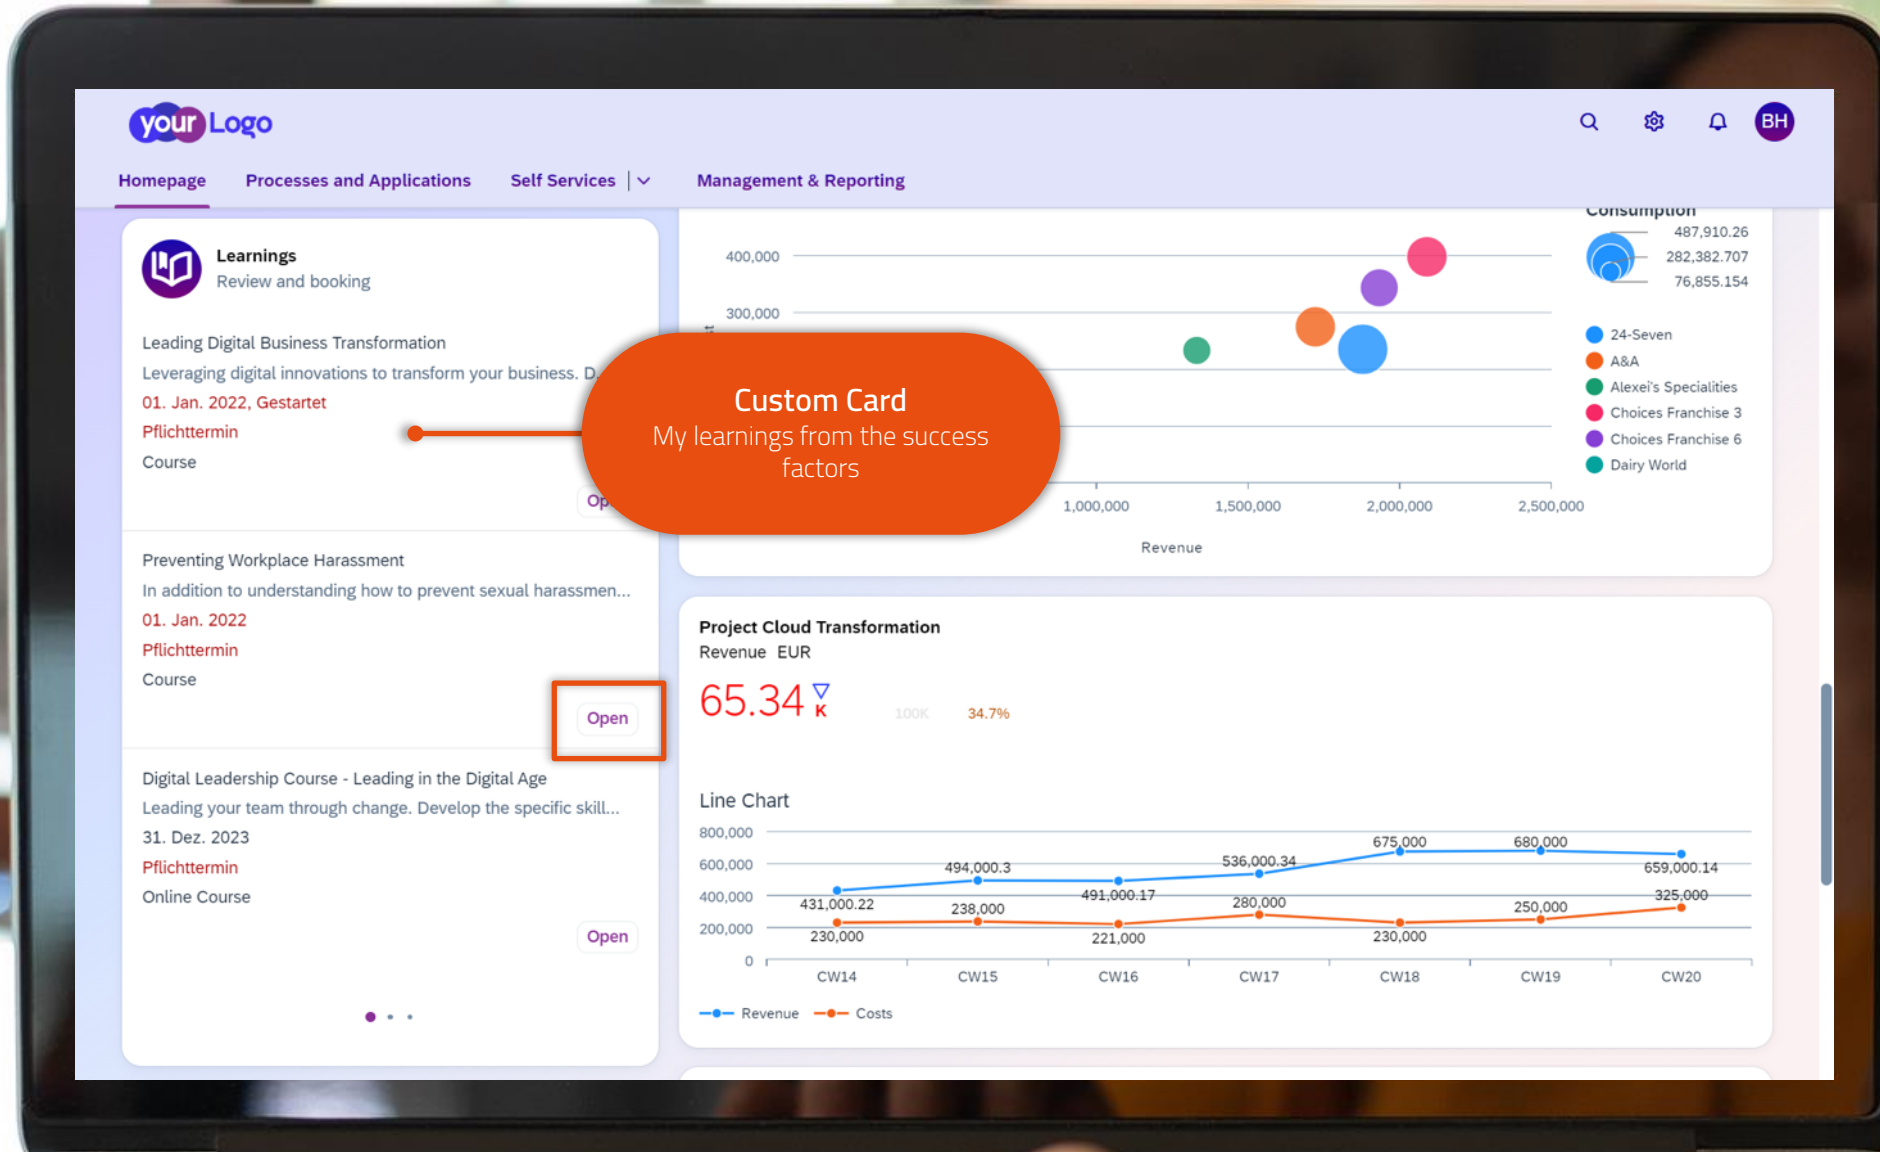 your Logo
BH
Homepage
Processes and Applications
Self Services
Management & Reporting
Learnings
Review and booking
Leading Digital Business Transformation
Leveraging digital innovations to transform your business. D
01. Jan. 2022, Gestartet
Pflichttermin
Course
Preventing Workplace Harassment
In addition to understanding how to prevent sexual harassmen...
01. Jan. 2022
Pflichttermin
Course
Open
Digital Leadership Course - Leading in the Digital Age
Leading your team through change. Develop the specific skill...
31. Dez. 2023
Pflichttermin
Online Course
Open
Custom Card
My learnings from the success
factors
400,000
300,000
1,000,000
1,500,000
2,000,000
2,500,000
Revenue
Consumption
487,910.26
282,382.707
76,855.154
24-Seven
A&A
Alexei's Specialities
Choices Franchise 3
Choices Franchise 6
Dairy World
Project Cloud Transformation
Revenue EUR
65.34 K
100K
34.7%
Line Chart
800,000
600,000
400,000
200,000
0
431,000.22
494,000.3
491,000.17
536,000.34
675,000
680,000
659,000.14
230,000
238,000
221,000
280,000
230,000
250,000
325,000
CW14
CW15
CW16
CW17
CW18
CW19
CW20
Revenue
Costs